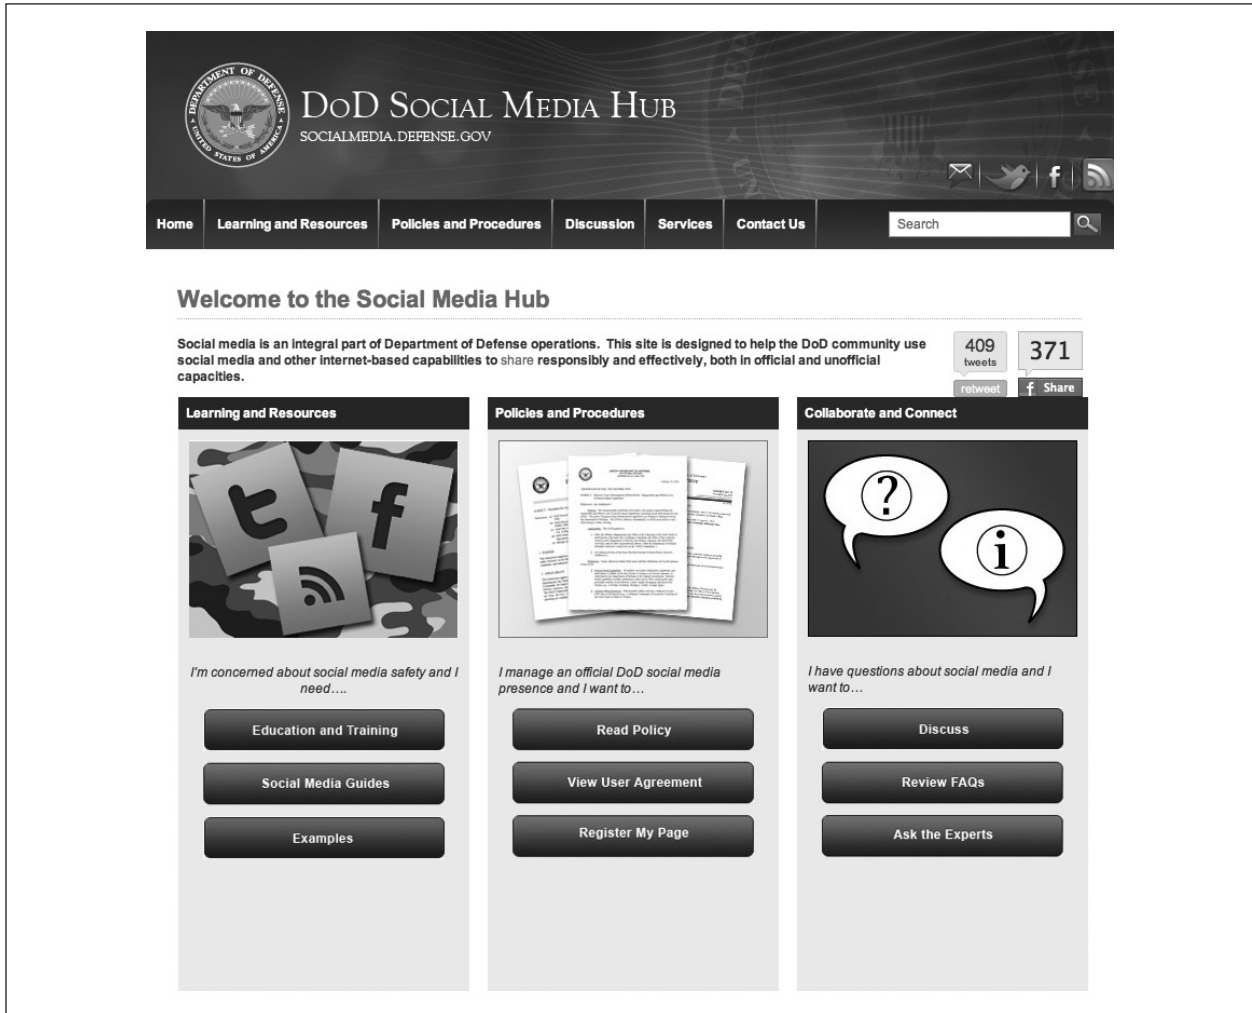 DEPARTMENT OF DEFENSE
UNITED STATES OF AMERICA
DoD Social Media Hub
SOCIALMEDIA.DEFENSE.GOV
Home Learning and Resources Policies and Procedures Discussion Services Contact Us Search
Welcome to the Social Media Hub
Social media is an integral part of Department of Defense operations. This site is designed to help the DoD community use
social media and other internet-based capabilities to share responsibly and effectively, both in official and unofficial
capacities.
409
tweets
retweet
371
f Share
Learning and Resources
I'm concerned about social media safety and I
need....
Education and Training
Social Media Guides
Examples
Policies and Procedures
I manage an official DoD social media
presence and I want to...
Read Policy
View User Agreement
Register My Page
Collaborate and Connect
?
i
I have questions about social media and I
want to...
Discuss
Review FAQs
Ask the Experts